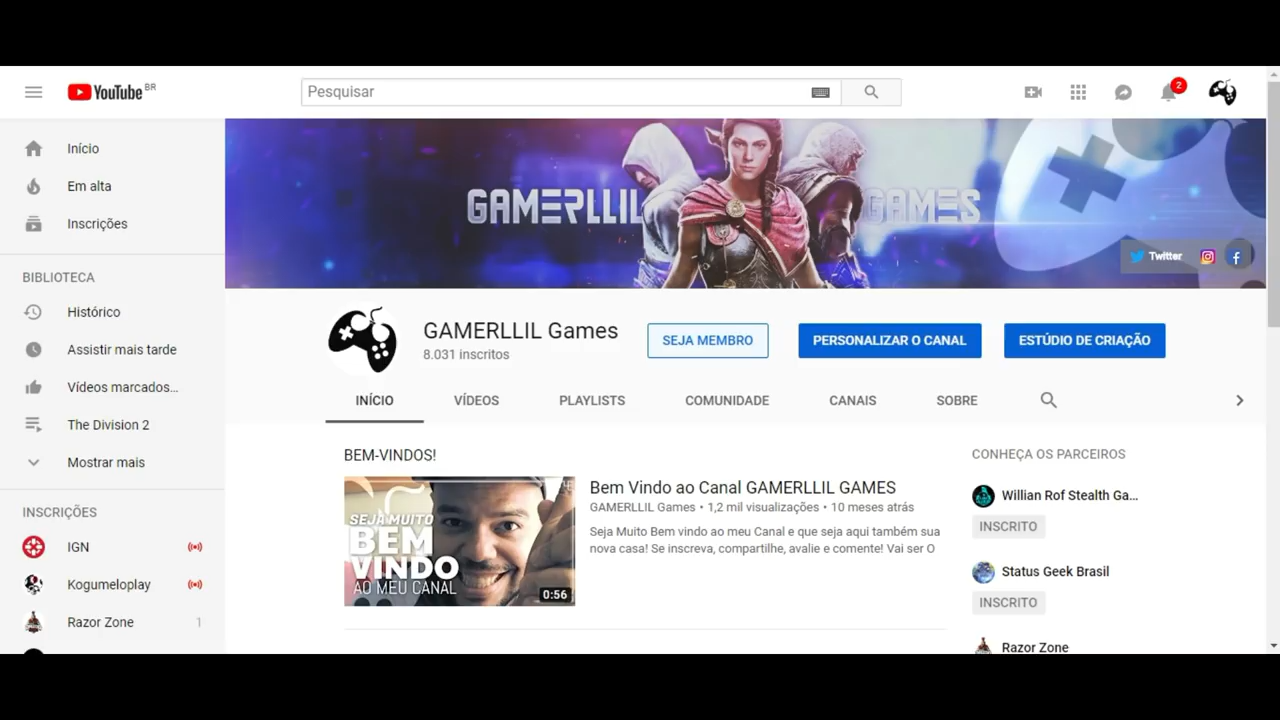 YouTube BR
Pesquisar
2
Início
Em alta
Inscrições
BIBLIOTECA
Histórico
Assistir mais tarde
Vídeos marcados...
The Division 2
Mostrar mais
INSCRIÇÕES
IGN
Kogumeloplay
Razor Zone 1
GAMERLLIL GAMES
Twitter
GAMERLLIL Games
8.031 inscritos
SEJA MEMBRO
PERSONALIZAR O CANAL
ESTÚDIO DE CRIAÇÃO
INÍCIO VÍDEOS PLAYLISTS COMUNIDADE CANAIS SOBRE
BEM-VINDOS!
SEJA MUITO
BEM
VINDO
AO MEU CANAL
0:56
Bem Vindo ao Canal GAMERLLIL GAMES
GAMERLLIL Games • 1,2 mil visualizações • 10 meses atrás
Seja Muito Bem vindo ao meu Canal e que seja aqui também sua
nova casa! Se inscreva, compartilhe, avalie e comente! Vai ser O
CONHEÇA OS PARCEIROS
Willian Rof Stealth Ga...
INSCRITO
Status Geek Brasil
INSCRITO
Razor Zone